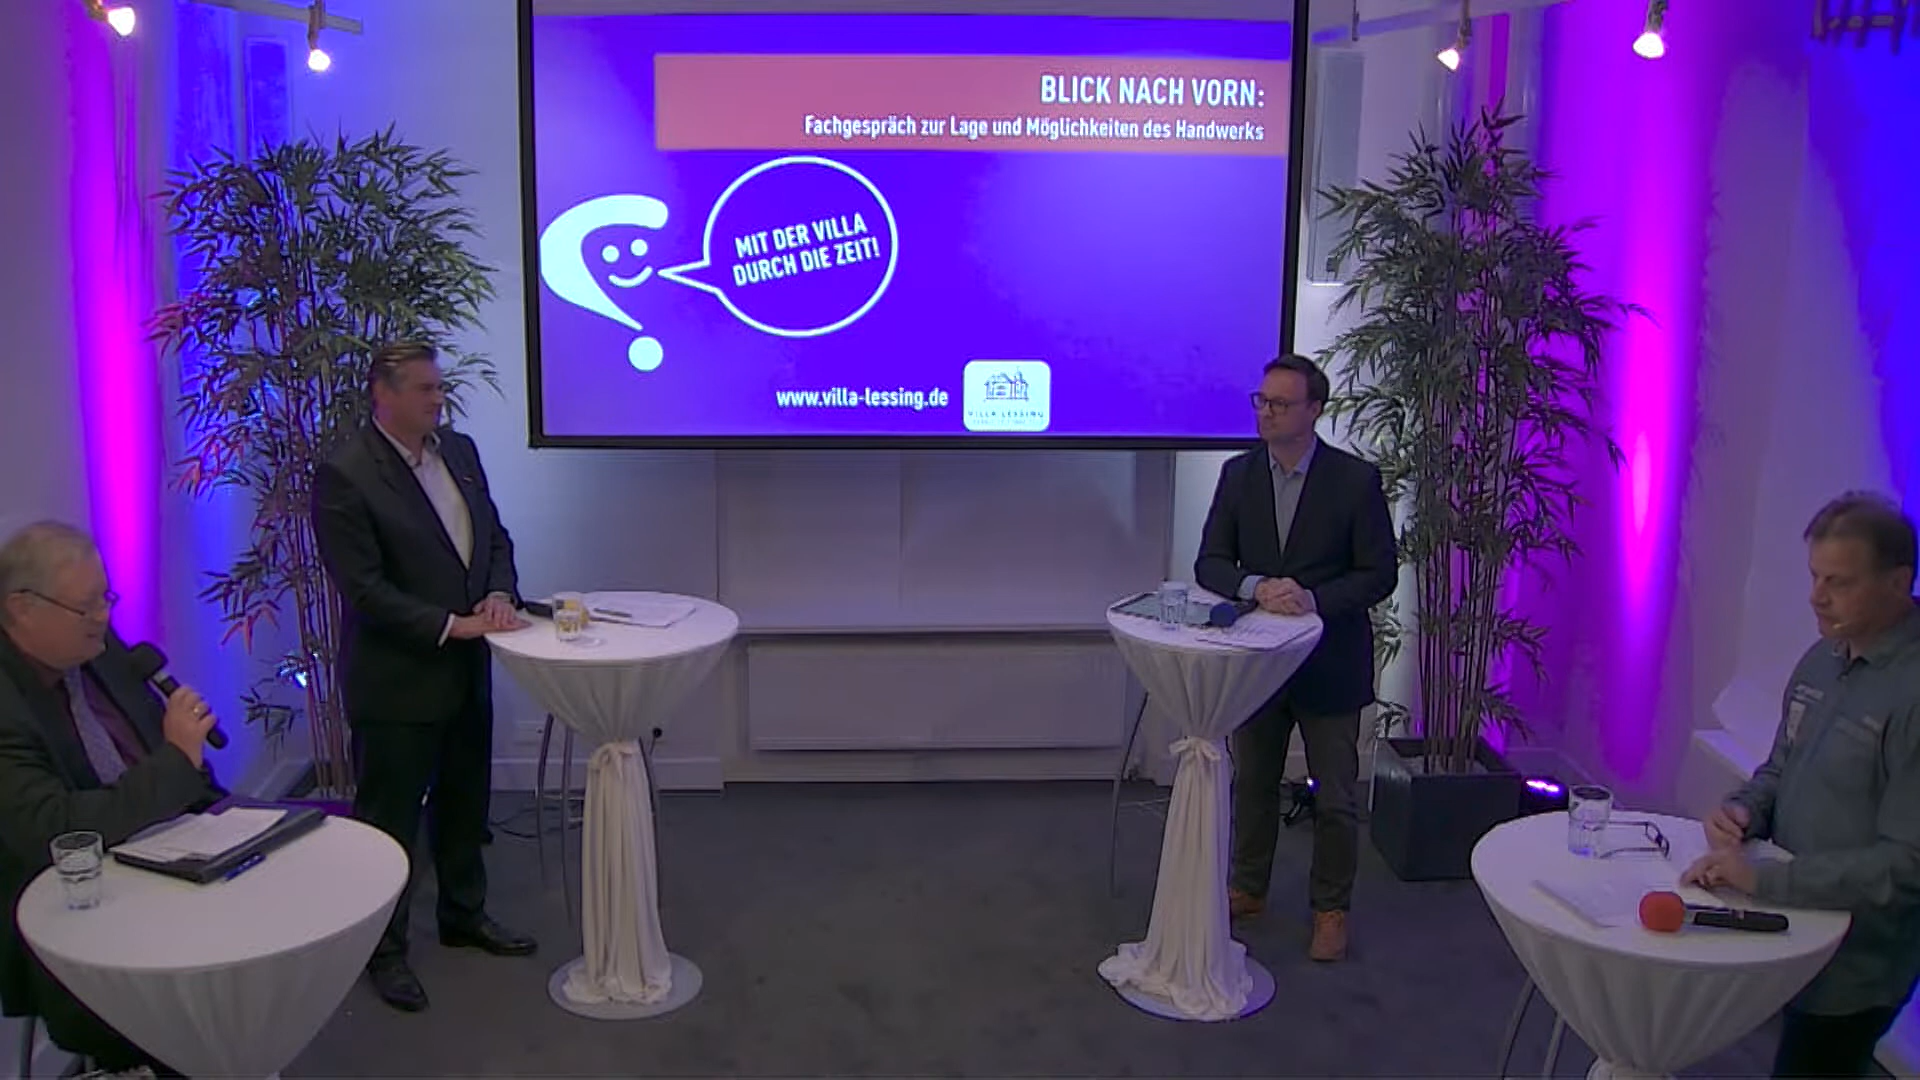 BLICK NACH VORN:
Fachgespräch zur Lage und Möglichkeiten des Handwerks
MIT DER VILLA
DURCH DIE ZEIT!
www.villa-lessing.de
VILLA LESSING